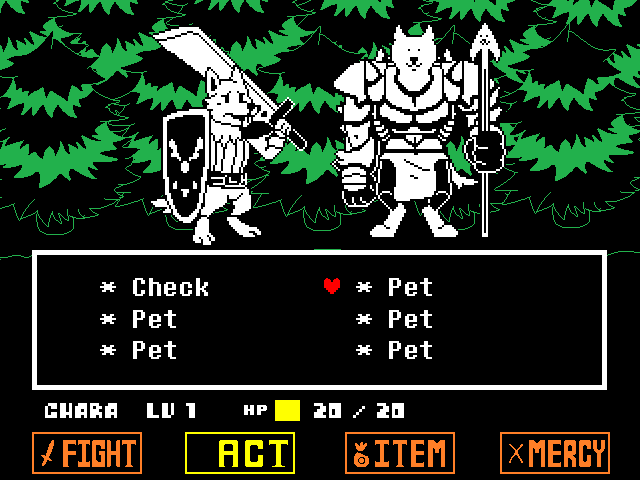 * Check * Pet
* Pet * Pet
* Pet * Pet
CHARA LV 1 HP 20 / 20
FIGHT ACT ITEM MERCY